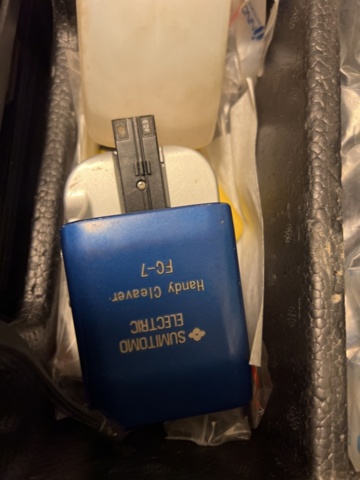 SUMITOMO
ELECTRIC
Handy Cleaver
FC-7